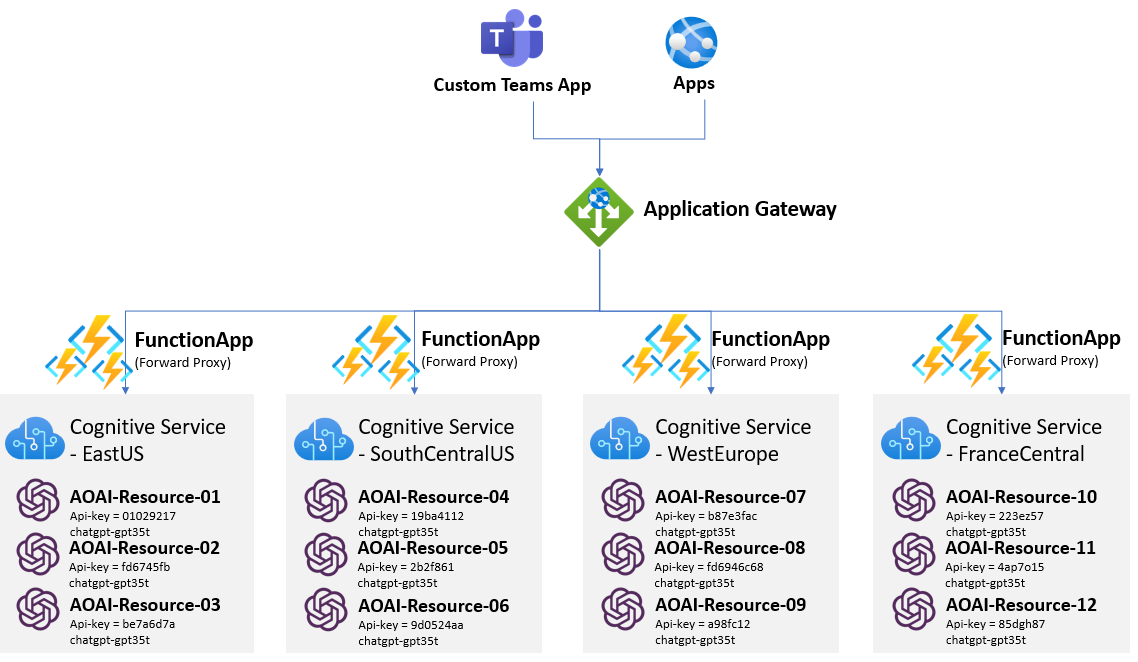 T
Custom Teams App
Apps
Application Gateway
FunctionApp
(Forward Proxy)
FunctionApp
(Forward Proxy)
FunctionApp
(Forward Proxy)
FunctionApp
(Forward Proxy)
Cognitive Service
- EastUS
AOAI-Resource-01
Api-key = 01029217
chatgpt-gpt35t
AOAI-Resource-02
Api-key = fd6745fb
chatgpt-gpt35t
AOAI-Resource-03
Api-key = be7a6d7a
chatgpt-gpt35t
Cognitive Service
- SouthCentralUS
AOAI-Resource-04
Api-key = 19ba4112
chatgpt-gpt35t
AOAI-Resource-05
Api-key = 2b2f861
chatgpt-gpt35t
AOAI-Resource-06
Api-key = 9d0524aa
chatgpt-gpt35t
Cognitive Service
- WestEurope
AOAI-Resource-07
Api-key = b87e3fac
chatgpt-gpt35t
AOAI-Resource-08
Api-key = fd6946c68
chatgpt-gpt35t
AOAI-Resource-09
Api-key = a98fc12
chatgpt-gpt35t
Cognitive Service
- FranceCentral
AOAI-Resource-10
Api-key = 223ez57
chatgpt-gpt35t
AOAI-Resource-11
Api-key = 4ap7o15
chatgpt-gpt35t
AOAI-Resource-12
Api-key = 85dgh87
chatgpt-gpt35t